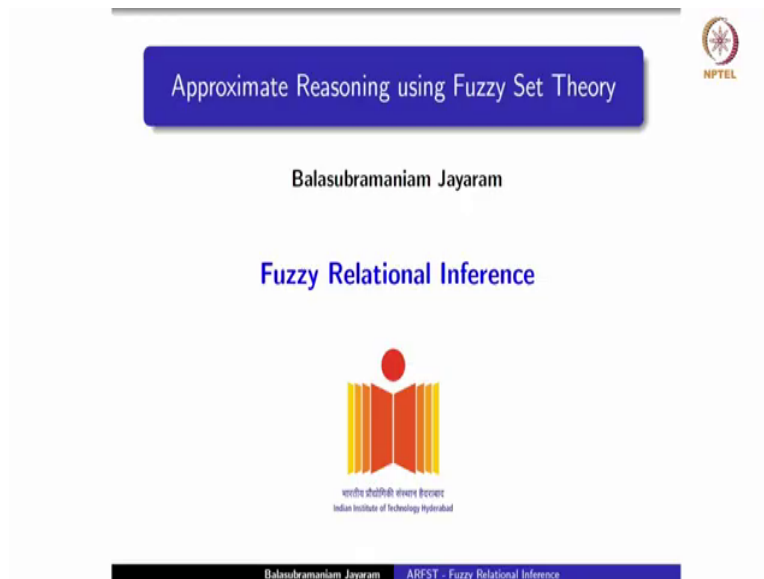 Approximate Reasoning using Fuzzy Set Theory
NPTEL
Balasubramaniam Jayaram
Fuzzy Relational Inference
भारतीय प्रौद्योगिकी संस्थान हैदराबाद
Indian Institute of Technology Hyderabad
Balasubramaniam Jayaram ARFST - Fuzzy Relational Inference